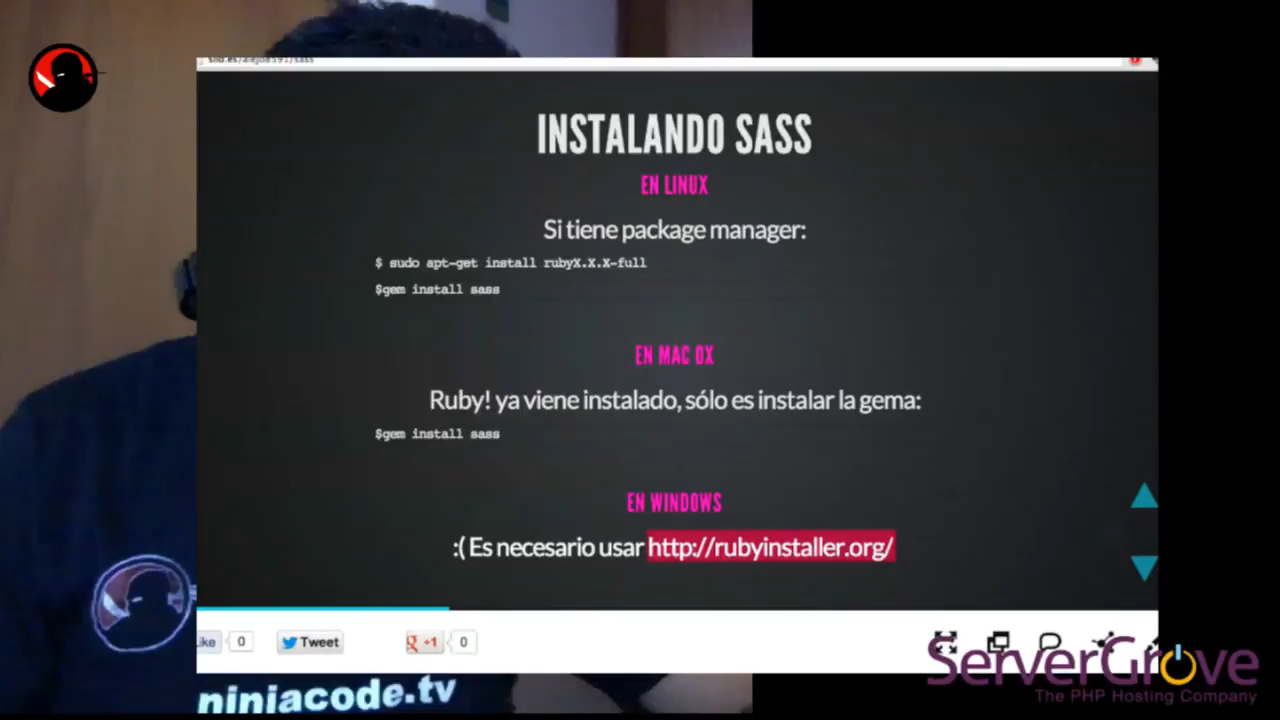 INSTALANDO SASS
EN LINUX
Si tiene package manager:
$ sudo apt-get install rubyX.X.X-full
$gem install sass
EN MAC OX
Ruby! ya viene instalado, sólo es instalar la gema:
$gem install sass
EN WINDOWS
:( Es necesario usar http://rubyinstaller.org/
ike 0 Tweet +1 0
ServerGrove
The PHP Hosting Company
niniacode.tv